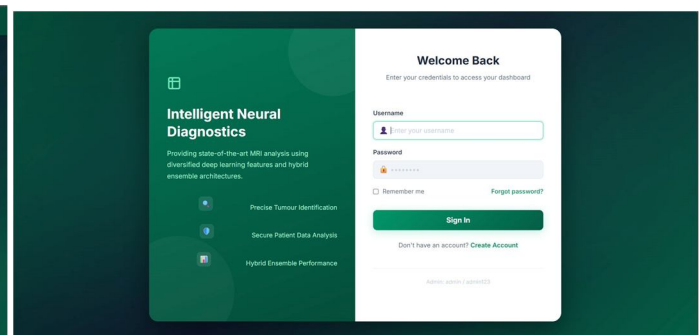 Intelligent Neural
Diagnostics
Providing state-of-the-art MRI analysis using
diversified deep learning features and hybrid
ensemble architectures.
Precise Tumour Identification
Secure Patient Data Analysis
Hybrid Ensemble Performance
Welcome Back
Enter your credentials to access your dashboard
Username
Enter your username
Password
Remember me
Forgot password?
Sign In
Don't have an account? Create Account
Admin: admin / admin123